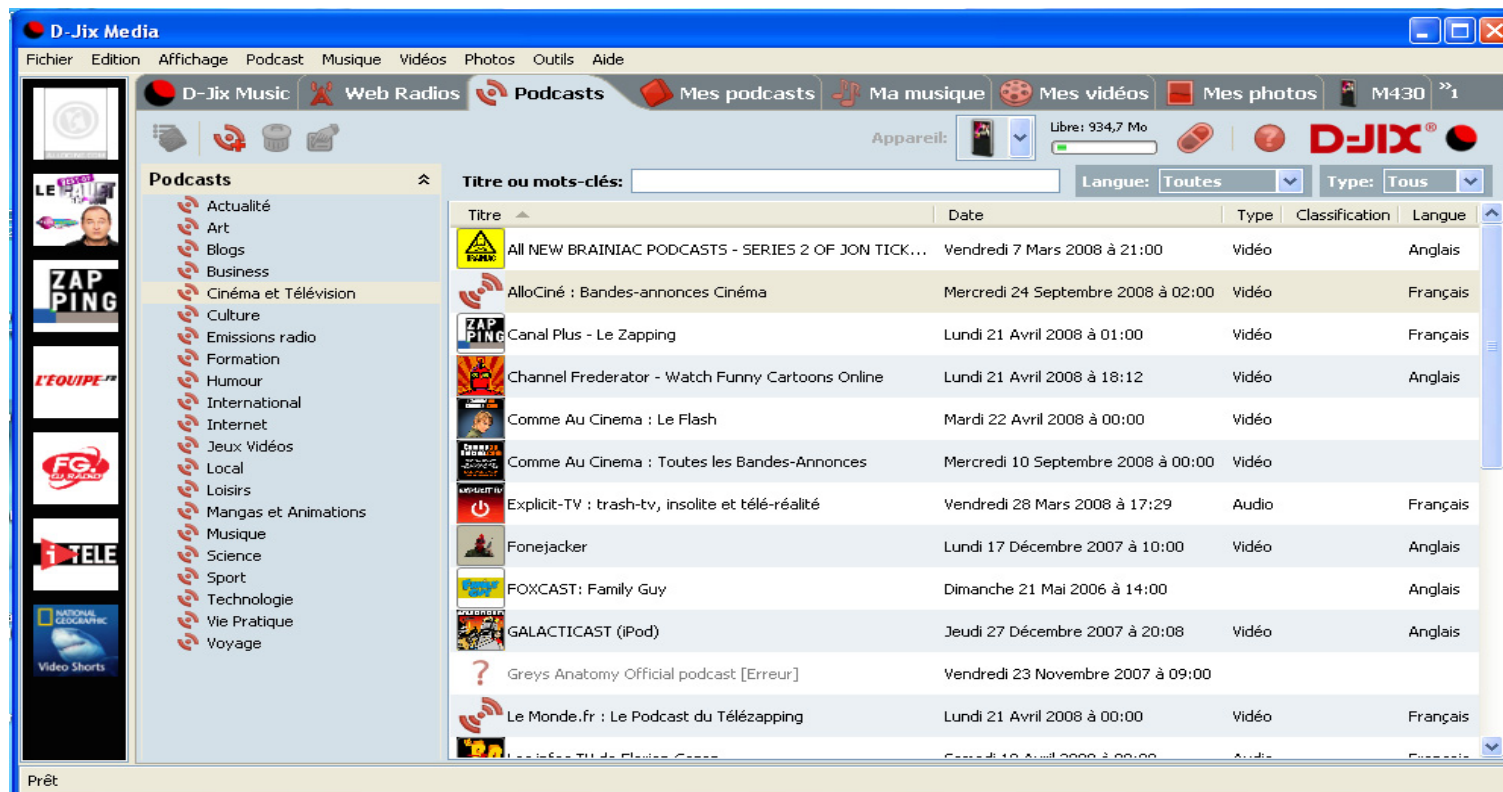 D-Jix Media
Fichier Edition Affichage Podcast Musique Vidéos Photos Outils Aide
D-Jix Music Web Radios Podcasts Mes podcasts Ma musique Mes vidéos Mes photos M430 »1
Appareil: Libre: 934,7 Mo D-JIX®
Podcasts
Titre ou mots-clés: Langue: Toutes Type: Tous
Actualité
Art
Blogs
Business
Cinéma et Télévision
Culture
Emissions radio
Formation
Humour
International
Internet
Jeux Vidéos
Local
Loisirs
Mangas et Animations
Musique
Science
Sport
Technologie
Vie Pratique
Voyage
Titre Date Type Classification Langue
All NEW BRAINIAC PODCASTS - SERIES 2 OF JON TICK... Vendredi 7 Mars 2008 à 21:00 Vidéo Anglais
AlloCiné : Bandes-annonces Cinéma Mercredi 24 Septembre 2008 à 02:00 Vidéo Français
ZAP
PING
Canal Plus - Le Zapping Lundi 21 Avril 2008 à 01:00 Vidéo Français
Channel Frederator - Watch Funny Cartoons Online Lundi 21 Avril 2008 à 18:12 Vidéo Anglais
Comme Au Cinema : Le Flash Mardi 22 Avril 2008 à 00:00 Vidéo
Comme Au Cinema : Toutes les Bandes-Annonces Mercredi 10 Septembre 2008 à 00:00 Vidéo
Explicit-TV : trash-tv, insolite et télé-réalité Vendredi 28 Mars 2008 à 17:29 Audio Français
Fonejacker Lundi 17 Décembre 2007 à 10:00 Vidéo Anglais
FOXCAST: Family Guy Dimanche 21 Mai 2006 à 14:00 Anglais
GALACTICAST (iPod) Jeudi 27 Décembre 2007 à 20:08 Vidéo Anglais
? Greys Anatomy Official podcast [Erreur] Vendredi 23 Novembre 2007 à 09:00
Le Monde.fr : Le Podcast du Télézapping Lundi 21 Avril 2008 à 00:00 Vidéo Français
LE
ZAP
PING
L'ÉQUIPE.FR
FG.
DJ RADIO
i TELE
NATIONAL
GEOGRAPHIC
Video Shorts
Prêt